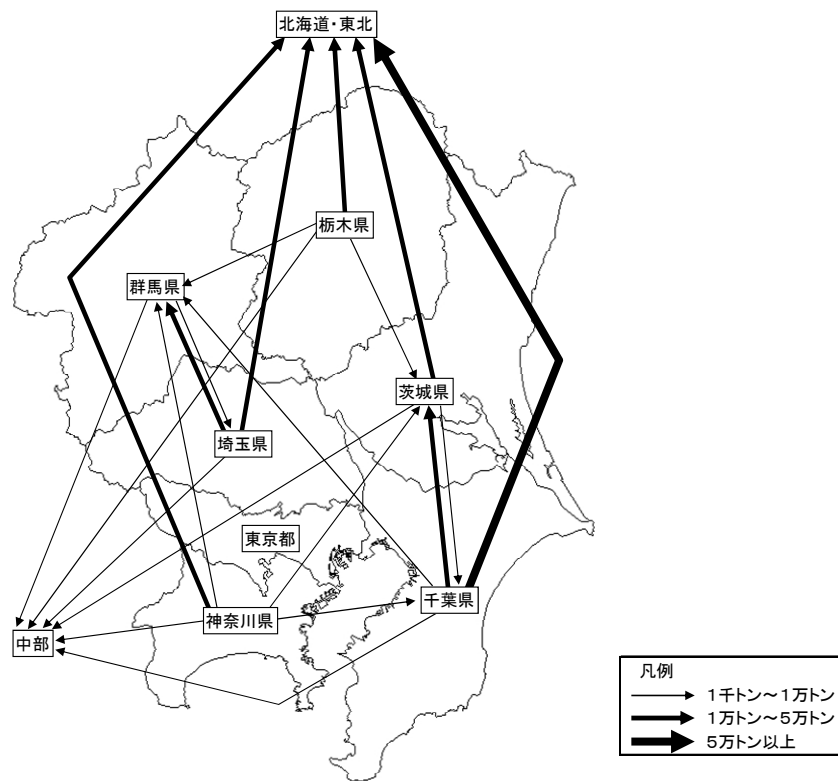 北海道・東北
栃木県
群馬県
茨城県
埼玉県
東京都
千葉県
神奈川県
中部
凡例
1千トン～1万トン
1万トン～5万トン
5万トン以上